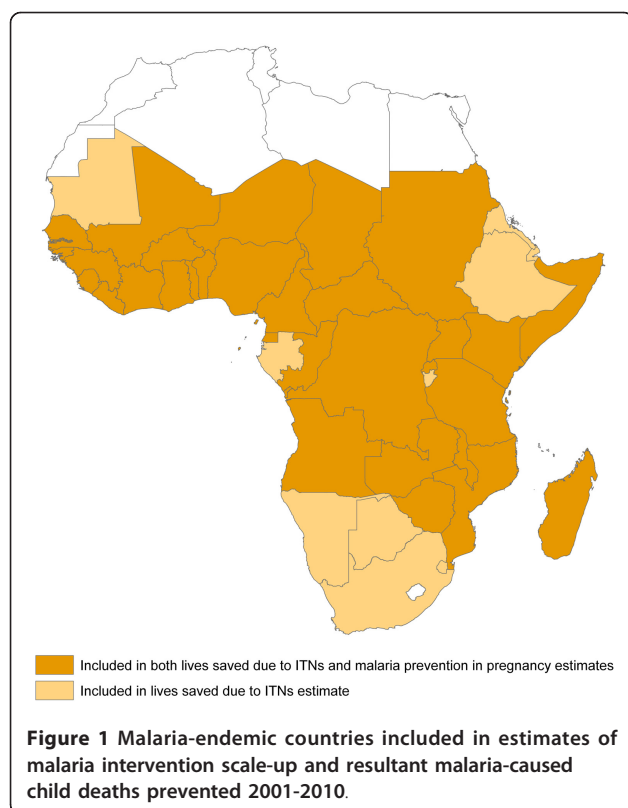 Included in both lives saved due to ITNs and malaria prevention in pregnancy estimates
Included in lives saved due to ITNs estimate
Figure 1 Malaria-endemic countries included in estimates of
malaria intervention scale-up and resultant malaria-caused
child deaths prevented 2001-2010.